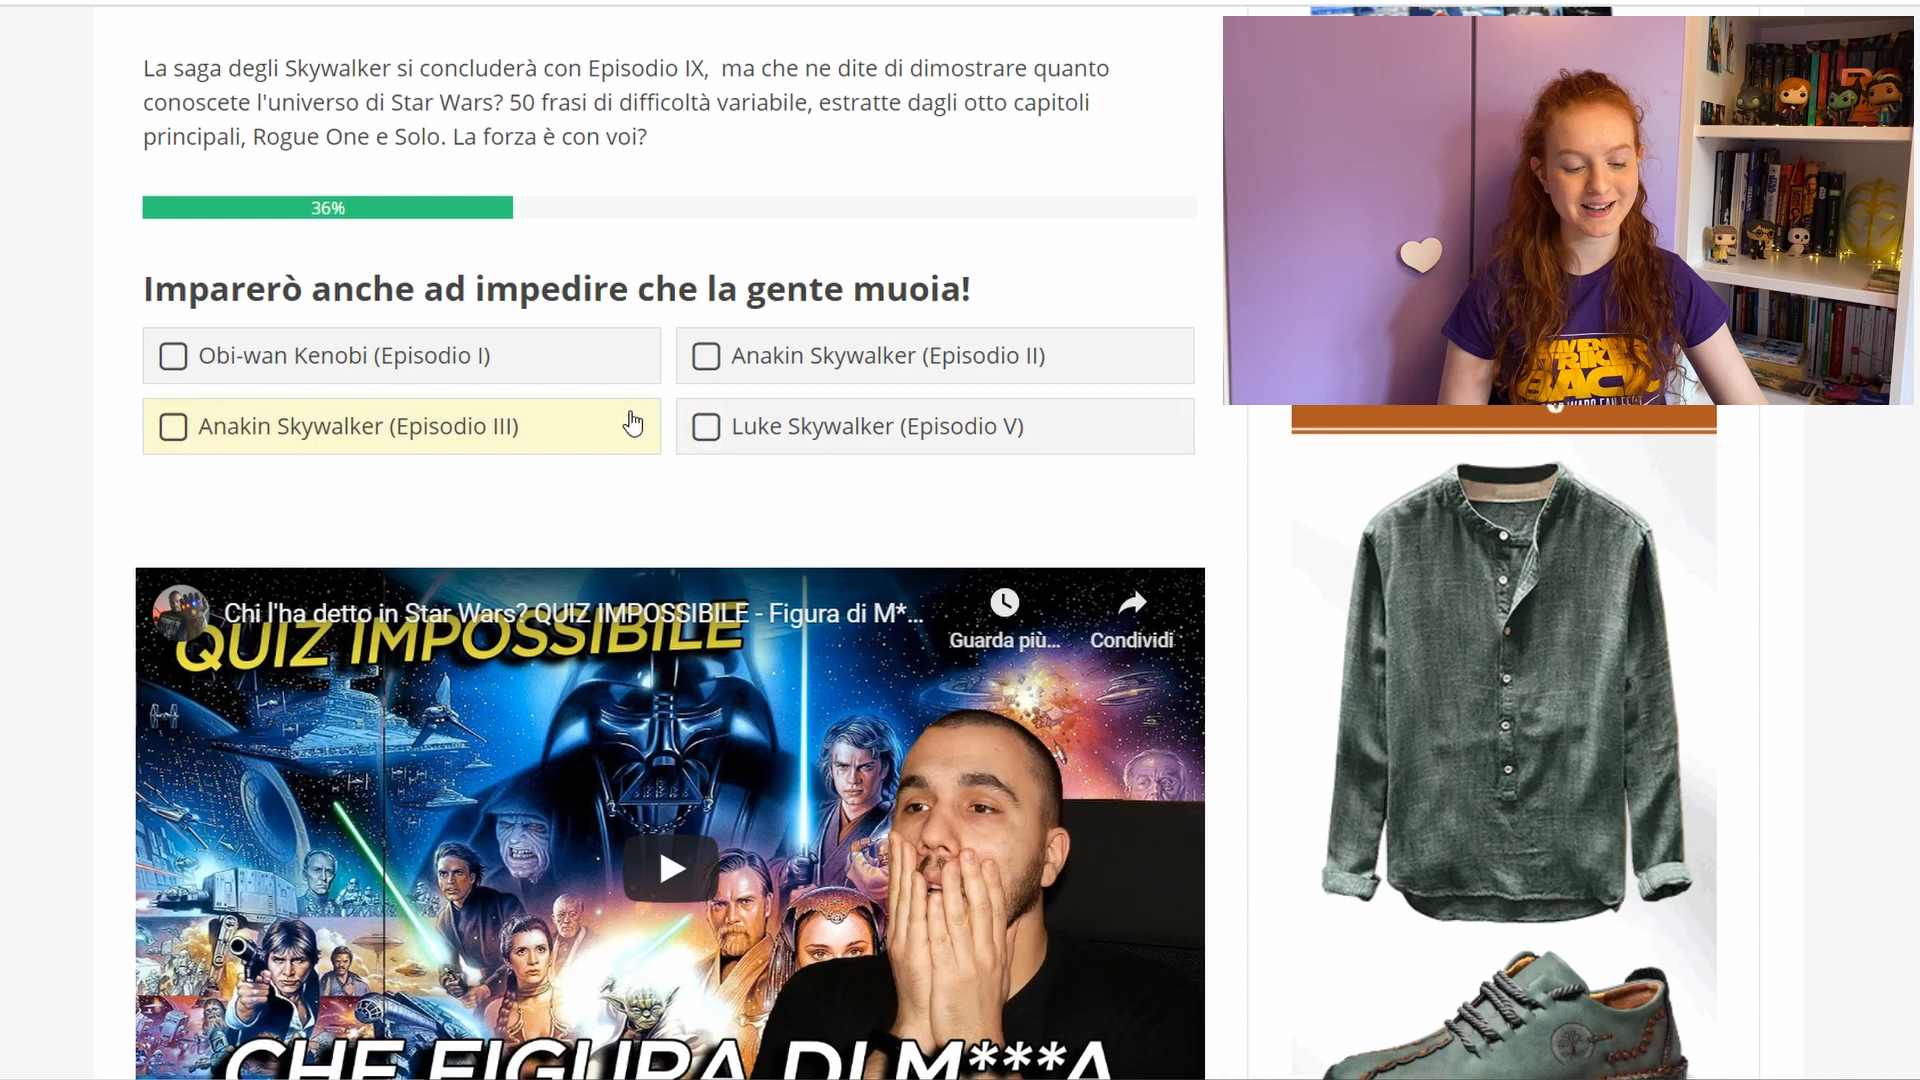 La saga degli Skywalker si concluderà con Episodio IX, ma che ne dite di dimostrare quanto
conoscete l'universo di Star Wars? 50 frasi di difficoltà variabile, estratte dagli otto capitoli
principali, Rogue One e Solo. La forza è con voi?
36%
Imparerò anche ad impedire che la gente muoia!
Obi-wan Kenobi (Episodio I)
Anakin Skywalker (Episodio II)
Anakin Skywalker (Episodio III)
Luke Skywalker (Episodio V)
Chi l'ha detto in Star Wars? QUIZ IMPOSSIBILE - Figura di M*...
Guarda più...
Condividi
QUIZ IMPOSSIBILE
CHE FIGURA DI M***A
BACK